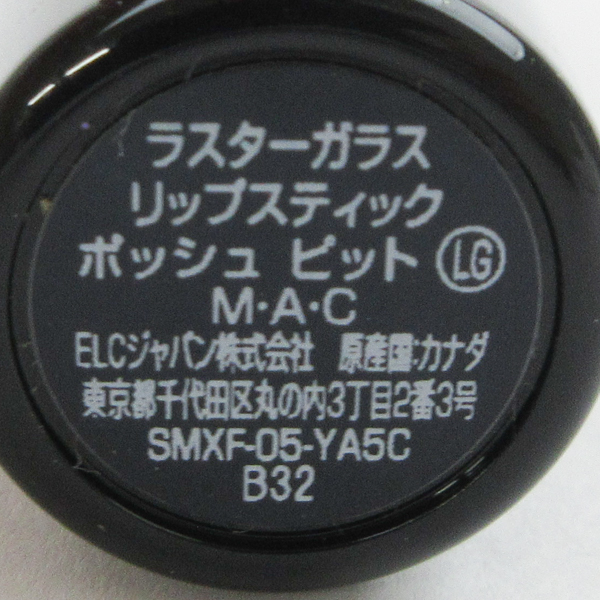 ラスターガラス
リップスティック
ポッシュ ピット LG
M·A·C
ELCジャパン株式会社 原産国:カナダ
東京都千代田区丸の内3丁目2番3号
SMXF-05-YA5C
B32